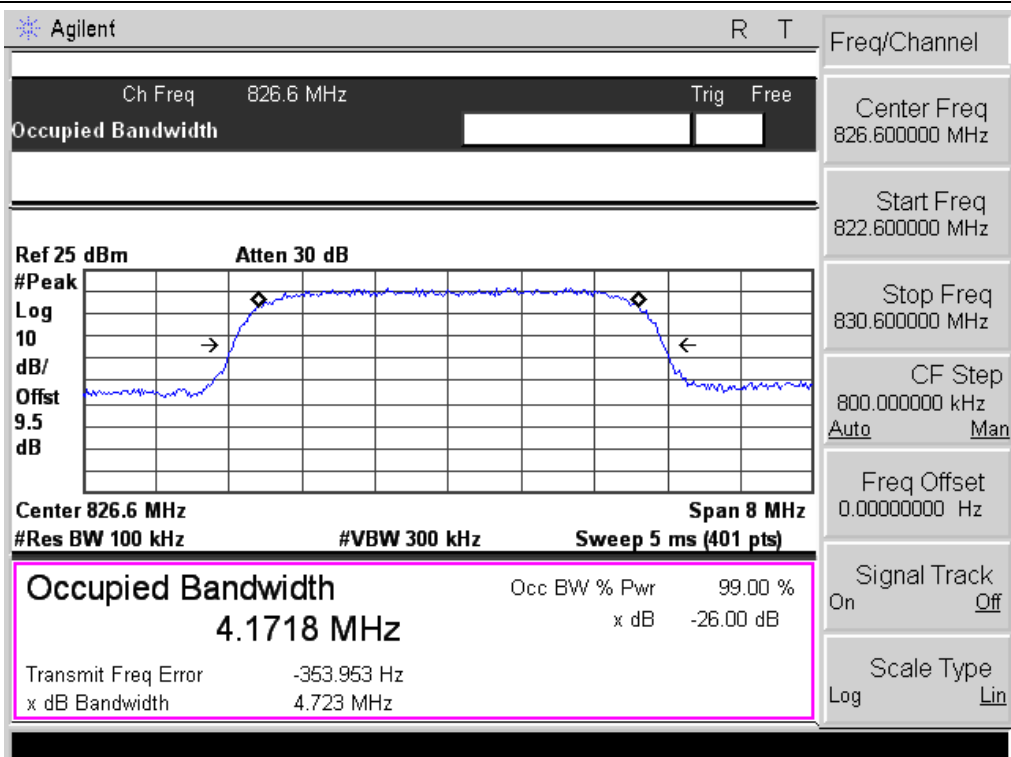 Agilent R T
Ch Freq 826.6 MHz Trig Free
Occupied Bandwidth
Ref 25 dBm Atten 30 dB
#Peak
Log
10
dB/
Offst
9.5
dB
Center 826.6 MHz Span 8 MHz
#Res BW 100 kHz #VBW 300 kHz Sweep 5 ms (401 pts)
Occupied Bandwidth
4.1718 MHz
Occ BW % Pwr 99.00 %
x dB -26.00 dB
Transmit Freq Error -353.953 Hz
x dB Bandwidth 4.723 MHz
Freq/Channel
Center Freq
826.600000 MHz
Start Freq
822.600000 MHz
Stop Freq
830.600000 MHz
CF Step
800.000000 kHz
Auto Man
Freq Offset
0.00000000 Hz
Signal Track
On Off
Scale Type
Log Lin